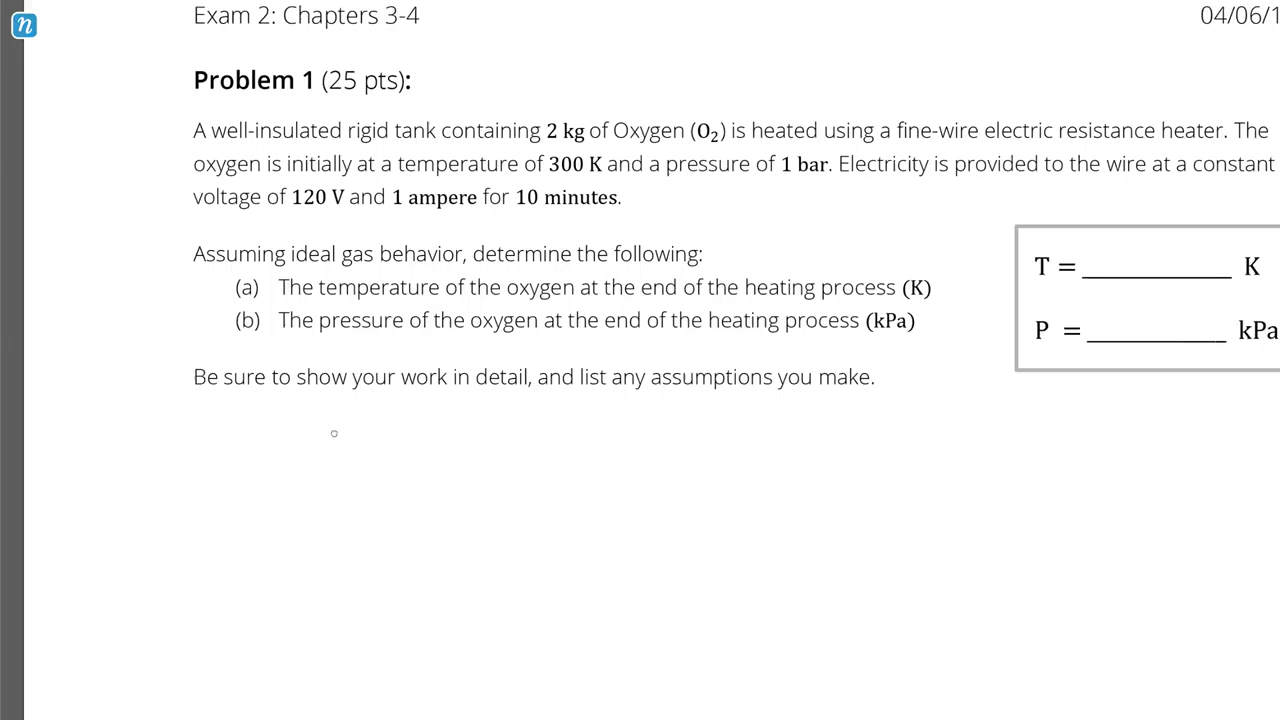 n
Exam 2: Chapters 3-4
04/06/1
Problem 1 (25 pts):
A well-insulated rigid tank containing 2 kg of Oxygen (O₂) is heated using a fine-wire electric resistance heater. The
oxygen is initially at a temperature of 300 K and a pressure of 1 bar. Electricity is provided to the wire at a constant
voltage of 120 V and 1 ampere for 10 minutes.
Assuming ideal gas behavior, determine the following:
(a) The temperature of the oxygen at the end of the heating process (K)
(b) The pressure of the oxygen at the end of the heating process (kPa)
T = ____________ K
P = ___________ kPa
Be sure to show your work in detail, and list any assumptions you make.